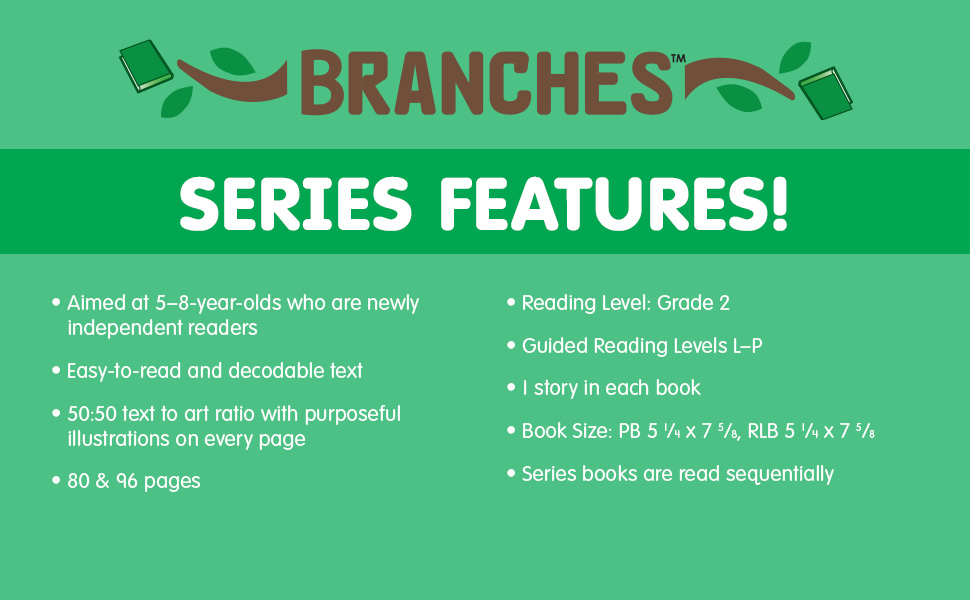 BRANCHES™
SERIES FEATURES!
• Aimed at 5–8-year-olds who are newly
independent readers
• Easy-to-read and decodable text
• 50:50 text to art ratio with purposeful
illustrations on every page
• 80 & 96 pages
• Reading Level: Grade 2
• Guided Reading Levels L–P
• 1 story in each book
• Book Size: PB 5 1/4 x 7 5/8, RLB 5 1/4 x 7 5/8
• Series books are read sequentially